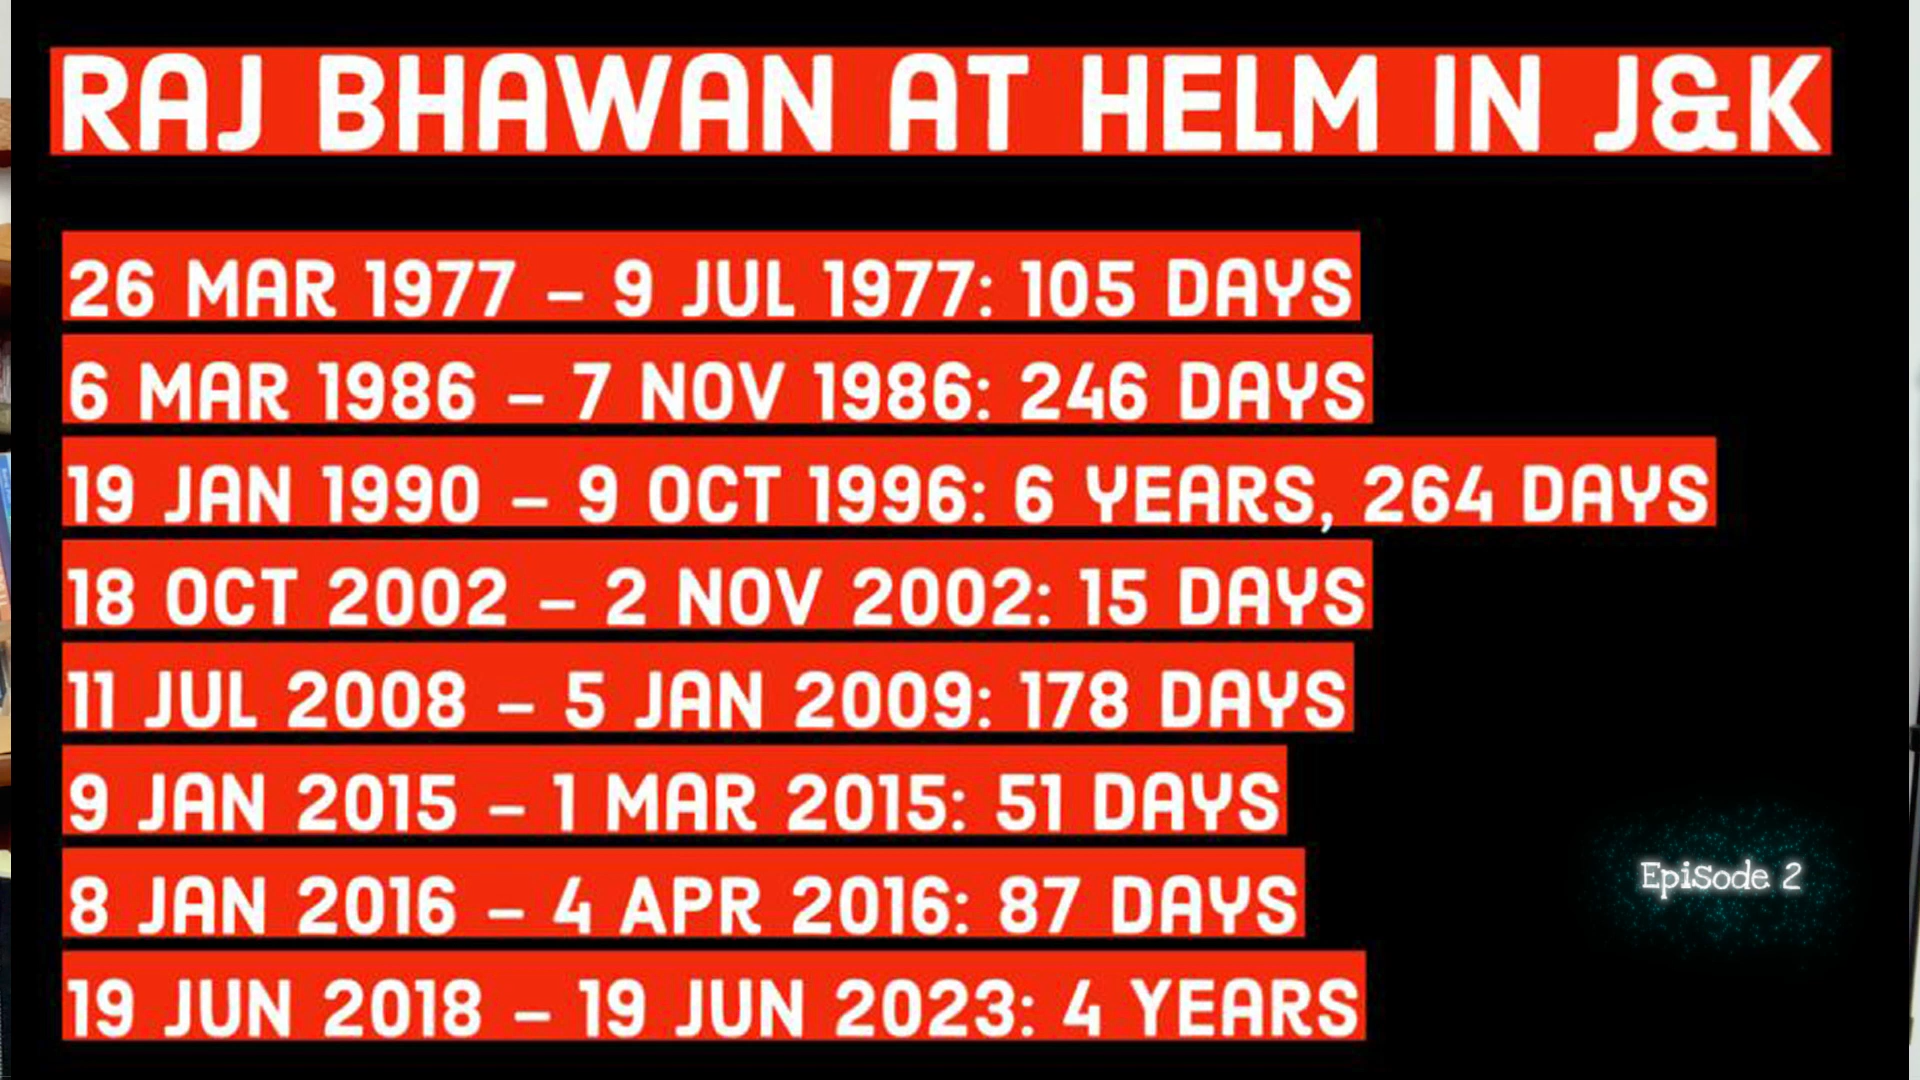 RAJ BHAWAN AT HELM IN J&K
26 MAR 1977 – 9 JUL 1977: 105 DAYS
6 MAR 1986 – 7 NOV 1986: 246 DAYS
19 JAN 1990 – 9 OCT 1996: 6 YEARS, 264 DAYS
18 OCT 2002 – 2 NOV 2002: 15 DAYS
11 JUL 2008 – 5 JAN 2009: 178 DAYS
9 JAN 2015 – 1 MAR 2015: 51 DAYS
8 JAN 2016 – 4 APR 2016: 87 DAYS
19 JUN 2018 – 19 JUN 2023: 4 YEARS
Episode 2